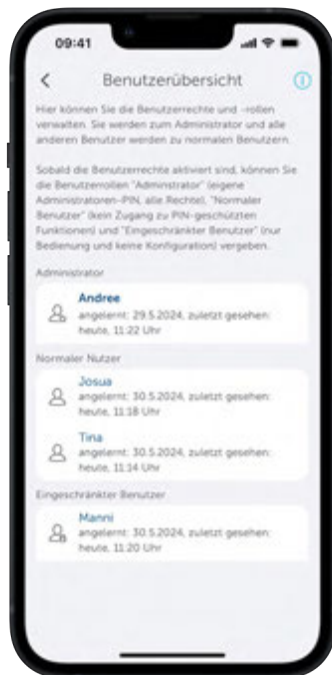 09:41
Benutzerübersicht
Hier können Sie die Benutzerrechte und -rollen
verwalten. Sie werden zum Administrator und alle
anderen Benutzer werden zu normalen Benutzern.
Sobald die Benutzerrechte aktiviert sind, können Sie
die Benutzerrollen "Adminstrator" (eigene
Administratoren-PIN, alle Rechte), "Normaler
Benutzer" (kein Zugang zu PIN-geschützten
Funktionen) und "Eingeschränkter Benutzer" (nur
Bedienung und keine Konfiguration) vergeben.
Administrator
Andree
angelernt: 29.5.2024, zuletzt gesehen:
heute, 11:22 Uhr
Normaler Nutzer
Josua
angelernt: 30.5.2024, zuletzt gesehen:
heute, 11:18 Uhr
Tina
angelernt: 30.5.2024, zuletzt gesehen:
heute, 11:14 Uhr
Eingeschränkter Benutzer
Manni
angelernt: 30.5.2024, zuletzt gesehen:
heute, 11:20 Uhr